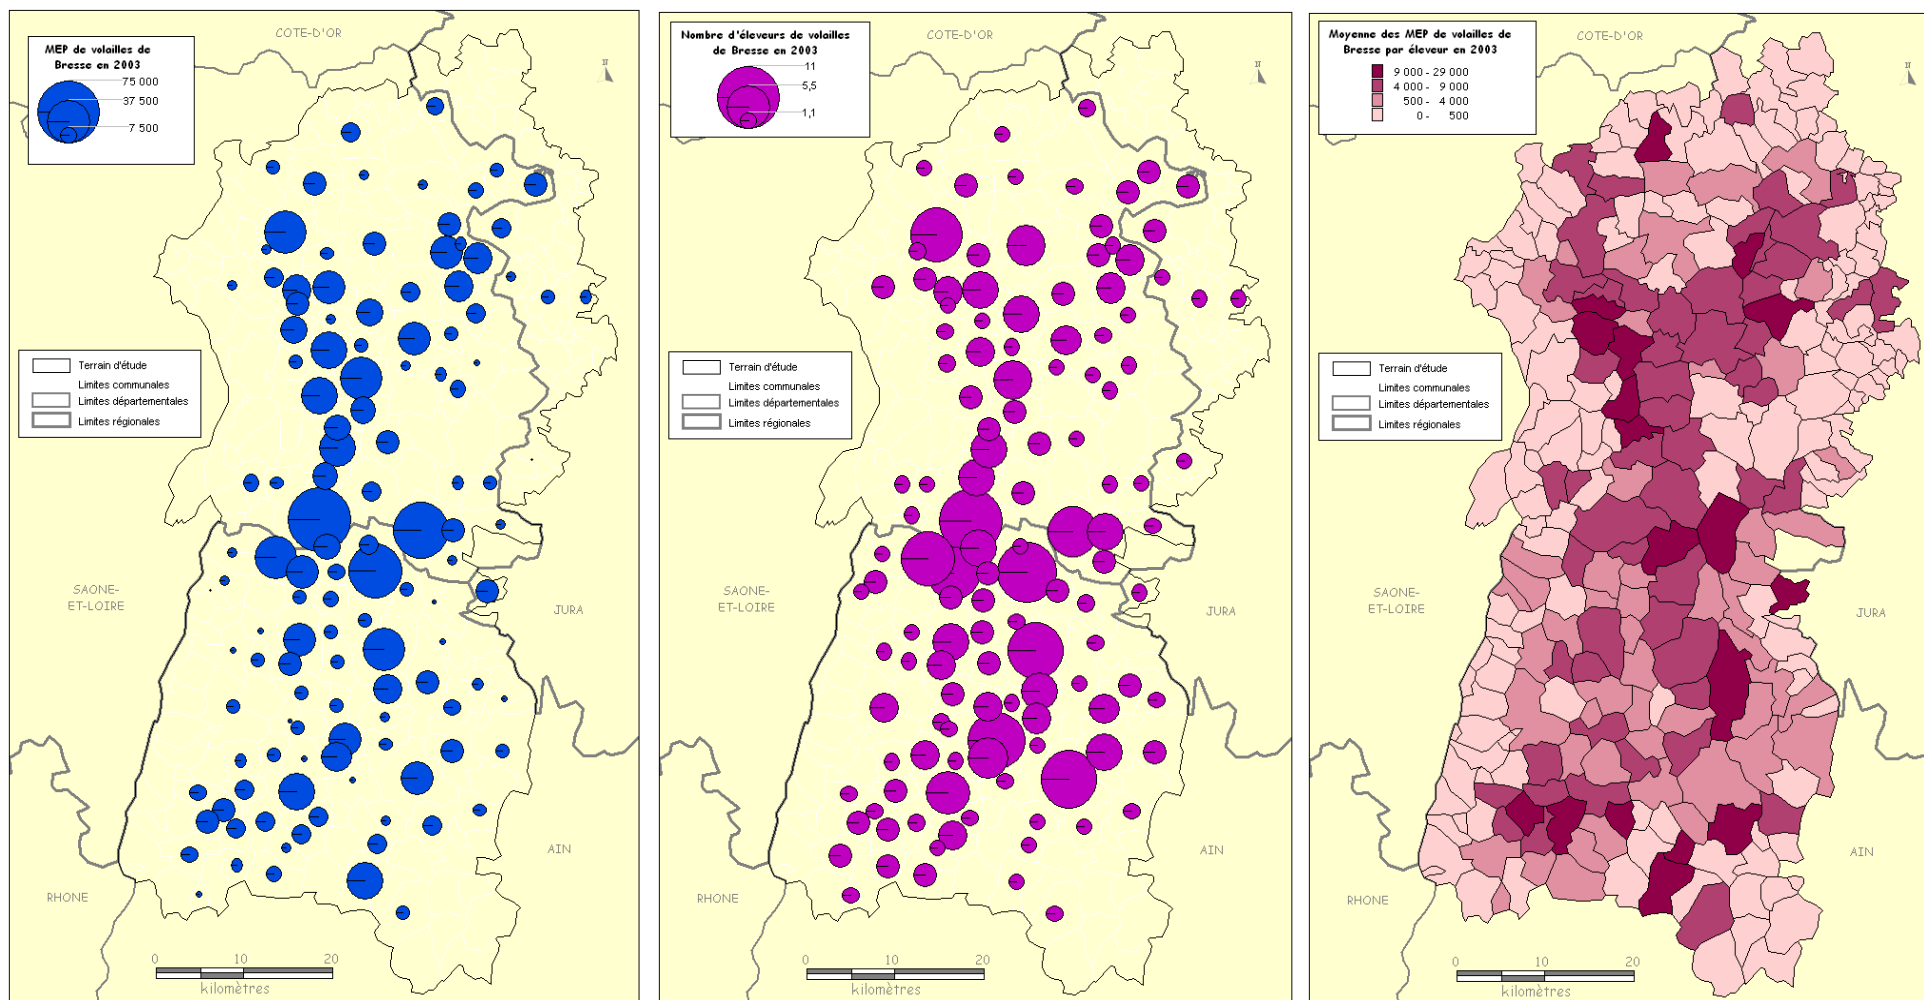 MEP de volailles de
Bresse en 2003
75 000
37 500
7 500
COTE-D'OR
N
Terrain d'étude
Limites communales
Limites départementales
Limites régionales
SAONE-
ET-LOIRE
JURA
AIN
RHONE
0 10 20
kilomètres
Nombre d'éleveurs de volailles
de Bresse en 2003
11
5,5
1,1
COTE-D'OR
N
Terrain d'étude
Limites communales
Limites départementales
Limites régionales
SAONE-
ET-LOIRE
JURA
AIN
RHONE
0 10 20
kilomètres
Moyenne des MEP de volailles de
Bresse par éleveur en 2003
9 000 - 29 000
4 000 - 9 000
500 - 4 000
0 - 500
COTE-D'OR
N
Terrain d'étude
Limites communales
Limites départementales
Limites régionales
SAONE-
ET-LOIRE
JURA
AIN
RHONE
0 10 20
kilomètres